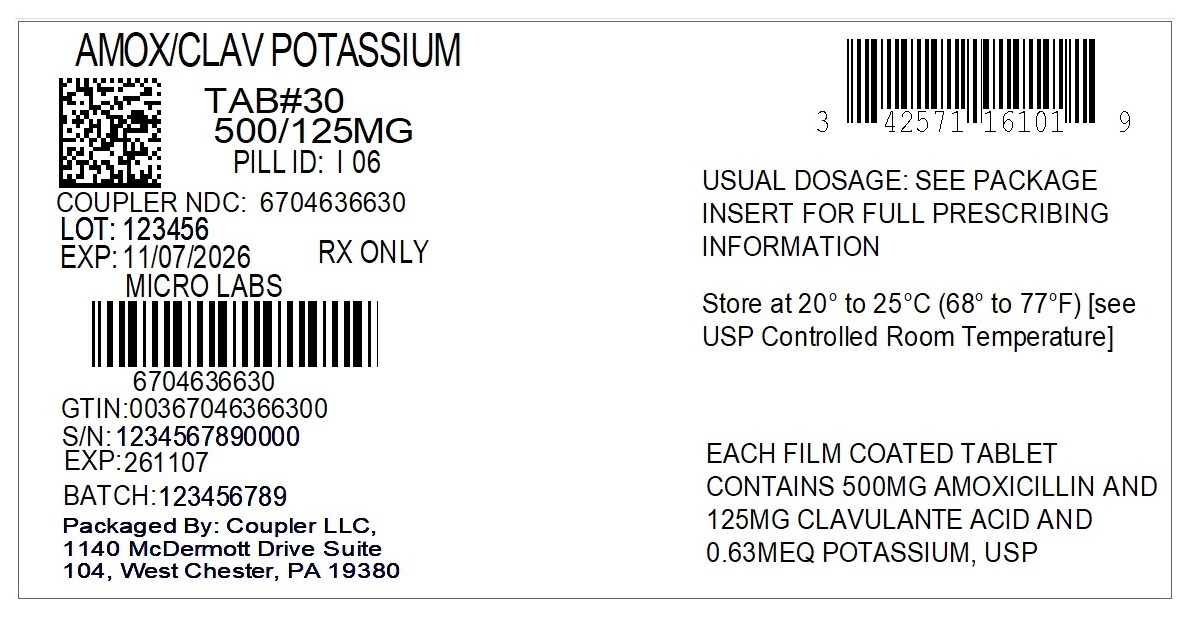 AMOX/CLAV POTASSIUM
TAB#30
500/125MG
PILL ID: I 06
COUPLER NDC: 6704636630
LOT: 123456
EXP: 11/07/2026
RX ONLY
MICRO LABS
6704636630
GTIN:00367046366300
S/N: 1234567890000
EXP:261107
BATCH:123456789
Packaged By: Coupler LLC,
1140 McDermott Drive Suite
104, West Chester, PA 19380
3 42571 16101 9
USUAL DOSAGE: SEE PACKAGE
INSERT FOR FULL PRESCRIBING
INFORMATION
Store at 20° to 25°C (68° to 77°F) [see
USP Controlled Room Temperature]
EACH FILM COATED TABLET
CONTAINS 500MG AMOXICILLIN AND
125MG CLAVULANTE ACID AND
0.63MEQ POTASSIUM, USP